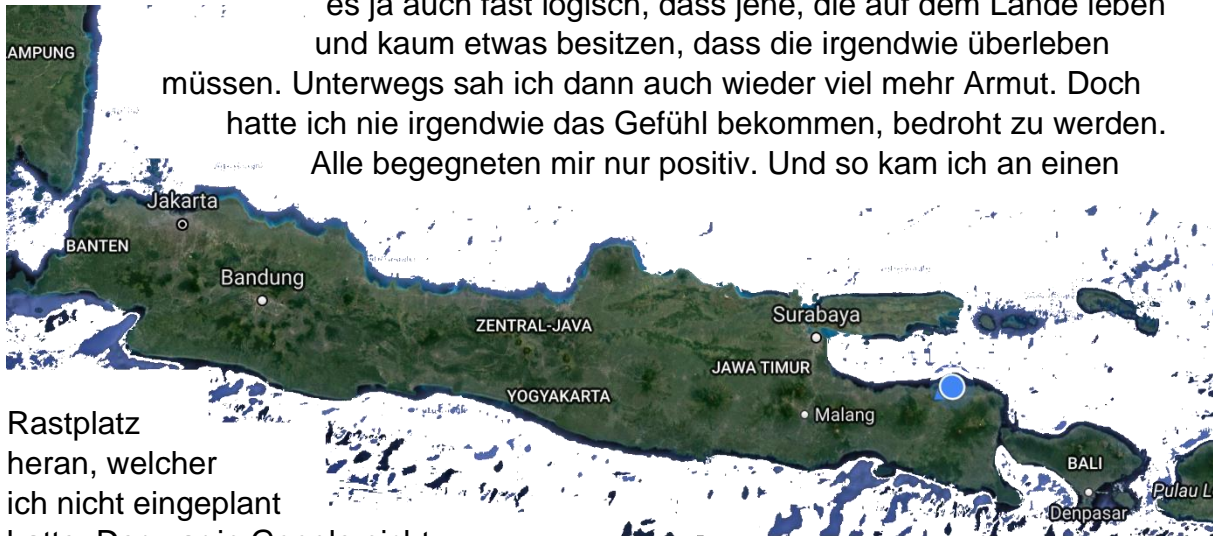 es ja auch fast logisch, dass jene, die auf dem Lande leben
und kaum etwas besitzen, dass die irgendwie überleben
müssen. Unterwegs sah ich dann auch wieder viel mehr Armut. Doch
hatte ich nie irgendwie das Gefühl bekommen, bedroht zu werden.
Alle begegneten mir nur positiv. Und so kam ich an einen
AMPUNG
Jakarta
BANTEN
Bandung
ZENTRAL-JAVA
Surabaya
JAWA TIMUR
YOGYAKARTA
Malang
BALI
Pulau L
Denpasar
Rastplatz
heran, welcher
ich nicht eingeplant